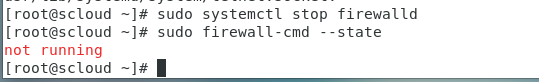 [root@scloud ~]# sudo systemctl stop firewalld
[root@scloud ~]# sudo firewall-cmd --state
not running
[root@scloud ~]#